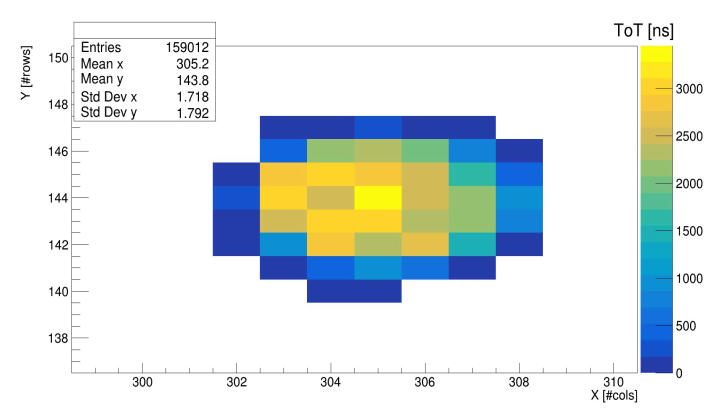 ToT [ns]
Entries 159012
Mean x 305.2
Mean y 143.8
Std Dev x 1.718
Std Dev y 1.792
Y [#rows]
150
148
146
144
142
140
138
300 302 304 306 308 310
X [#cols]
3000
2500
2000
1500
1000
500
0